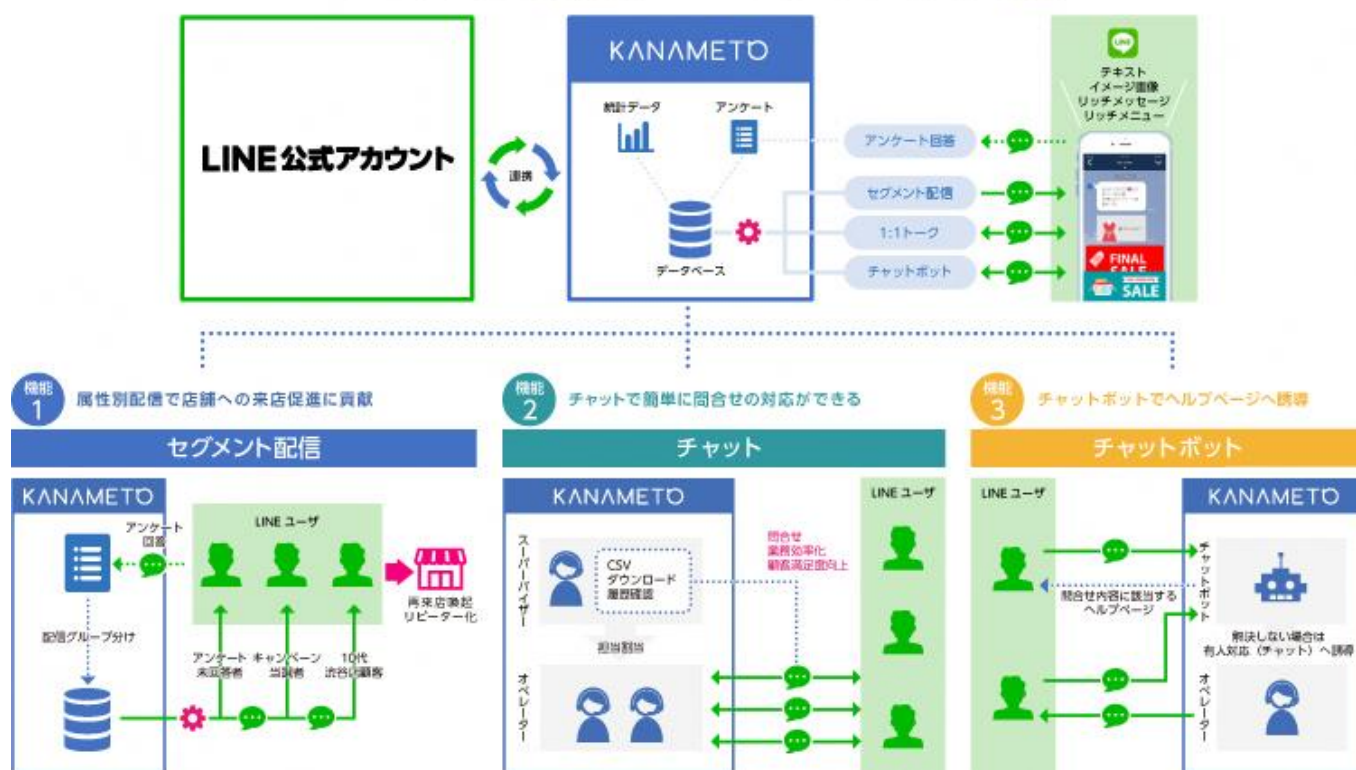 LINE公式アカウント
連携
KANAMETO
統計データ
アンケート
データベース
アンケート回答
セグメント配信
1:1トーク
チャットボット
LINE
テキスト
イメージ画像
リッチメッセージ
リッチメニュー
FINAL
SALE
SALE
機能
1
属性別配信で店舗への来店促進に貢献
セグメント配信
KANAMETO
アンケート
回答
LINE ユーザ
再来店喚起
リピーター化
配信グループ分け
アンケート
未回答者
キャンペーン
当選者
10代
渋谷店顧客
機能
2
チャットで簡単に問合せの対応ができる
チャット
KANAMETO
LINE ユーザ
スーパーバイザー
CSV
ダウンロード
履歴確認
問合せ
業務効率化
顧客満足度向上
担当割当
オペレーター
機能
3
チャットボットでヘルプページへ誘導
チャットボット
LINE ユーザ
KANAMETO
チャットボット
問合せ内容に該当する
ヘルプページ
解決しない場合は
有人対応（チャット）へ誘導
オペレーター